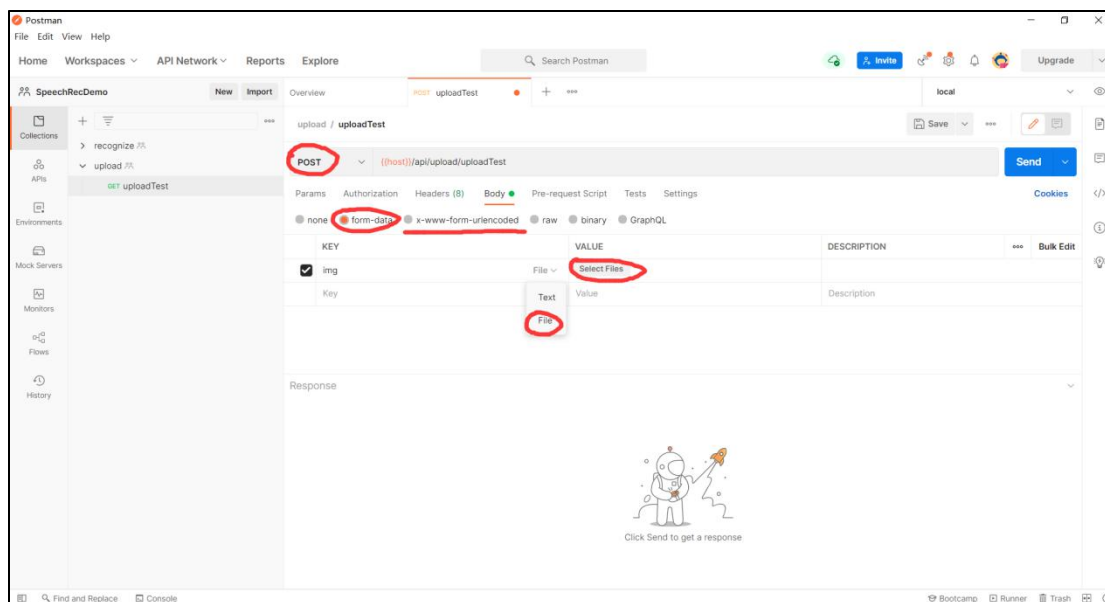 Postman
File Edit View Help
Home Workspaces API Network Reports Explore Search Postman Invite Upgrade
SpeechRecDemo New Import Overview POST uploadTest local
Collections
APIs
Environments
Mock Servers
Monitors
Flows
History
recognize
upload
GET uploadTest
upload / uploadTest Save
POST {{host}}/api/upload/uploadTest Send
Params Authorization Headers (8) Body Pre-request Script Tests Settings Cookies
none form-data x-www-form-urlencoded raw binary GraphQL
KEY VALUE DESCRIPTION Bulk Edit
img File Select Files
Key Text Value Description
File
Response
Click Send to get a response
Find and Replace Console Bootcamp Runner Trash